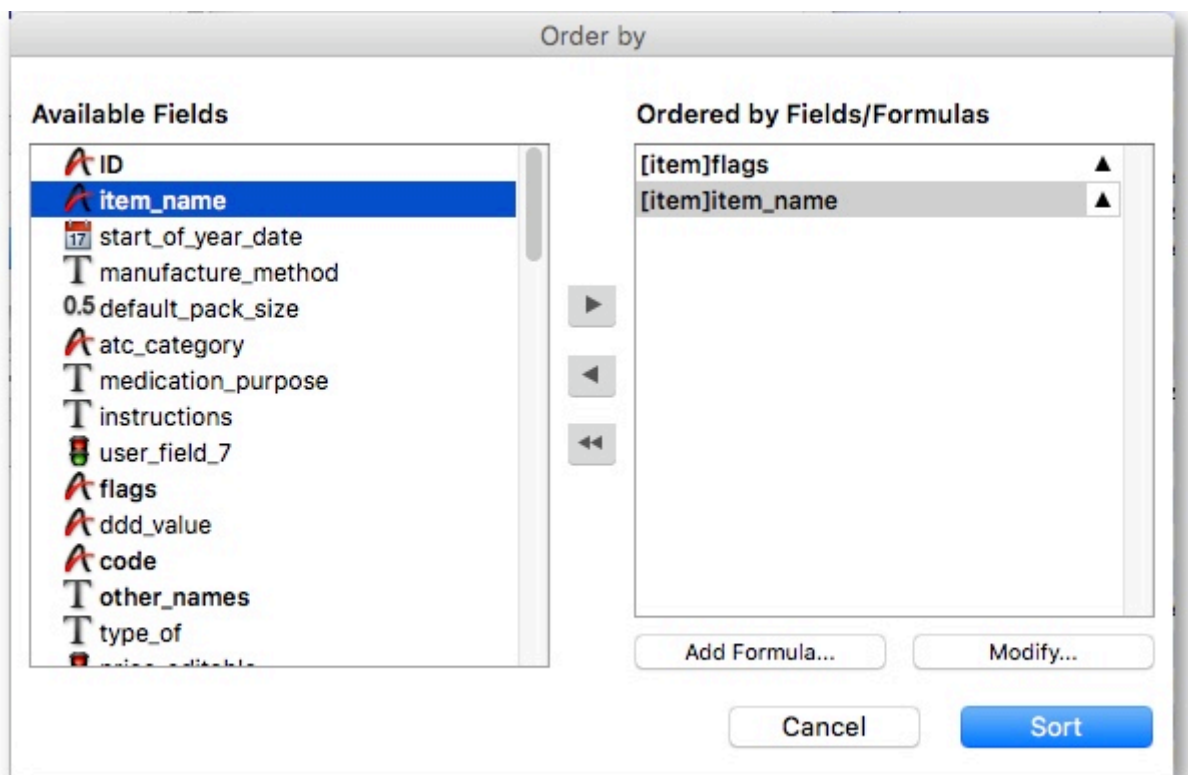 Order by
Available Fields
ID
item_name
17 start_of_year_date
T manufacture_method
0.5 default_pack_size
atc_category
T medication_purpose
T instructions
user_field_7
flags
ddd_value
code
T other_names
T type_of
Ordered by Fields/Formulas
[item]flags ▲
[item]item_name ▲
Add Formula...
Modify...
Cancel
Sort